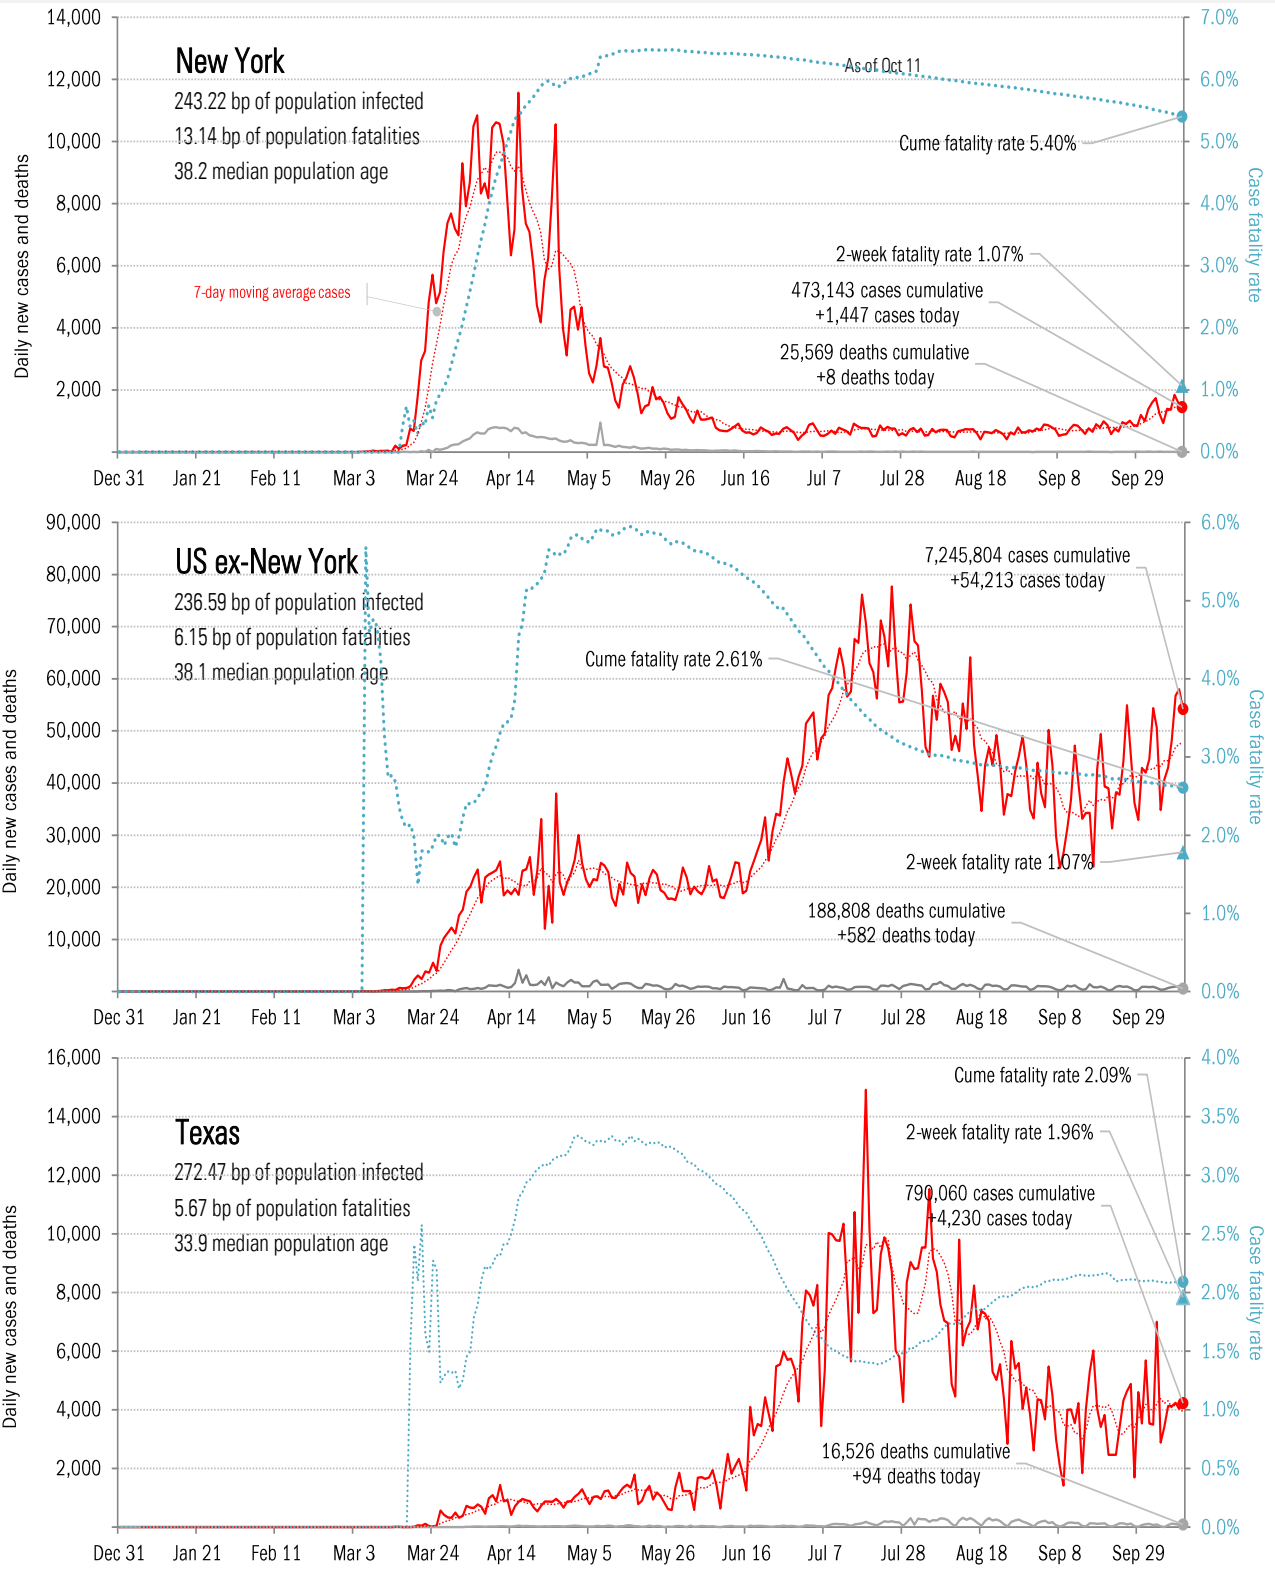 14,000
7.0%
New York
As of Oct 11
12,000
6.0%
243.22 bp of population infected
13.14 bp of population fatalities
10,000
5.0%
Cume fatality rate 5.40%
38.2 median population age
8,000
4.0%
Daily new cases and deaths
Case fatality rate
2-week fatality rate 1.07%
6,000
3.0%
7-day moving average cases
473,143 cases cumulative
+1,447 cases today
4,000
2.0%
25,569 deaths cumulative
+8 deaths today
2,000
1.0%
0.0%
Dec 31 Jan 21 Feb 11 Mar 3 Mar 24 Apr 14 May 5 May 26 Jun 16 Jul 7 Jul 28 Aug 18 Sep 8 Sep 29
90,000
6.0%
US ex-New York
7,245,804 cases cumulative
+54,213 cases today
80,000
236.59 bp of population infected
5.0%
70,000
6.15 bp of population fatalities
Cume fatality rate 2.61%
38.1 median population age
60,000
4.0%
Daily new cases and deaths
Case fatality rate
50,000
3.0%
40,000
30,000
2.0%
2-week fatality rate 1.07%
20,000
188,808 deaths cumulative
+582 deaths today
1.0%
10,000
0.0%
Dec 31 Jan 21 Feb 11 Mar 3 Mar 24 Apr 14 May 5 May 26 Jun 16 Jul 7 Jul 28 Aug 18 Sep 8 Sep 29
16,000
4.0%
Cume fatality rate 2.09%
14,000
3.5%
Texas
2-week fatality rate 1.96%
272.47 bp of population infected
12,000
3.0%
790,060 cases cumulative
+4,230 cases today
5.67 bp of population fatalities
10,000
2.5%
33.9 median population age
8,000
2.0%
Daily new cases and deaths
Case fatality rate
6,000
1.5%
4,000
1.0%
16,526 deaths cumulative
+94 deaths today
2,000
0.5%
0.0%
Dec 31 Jan 21 Feb 11 Mar 3 Mar 24 Apr 14 May 5 May 26 Jun 16 Jul 7 Jul 28 Aug 18 Sep 8 Sep 29